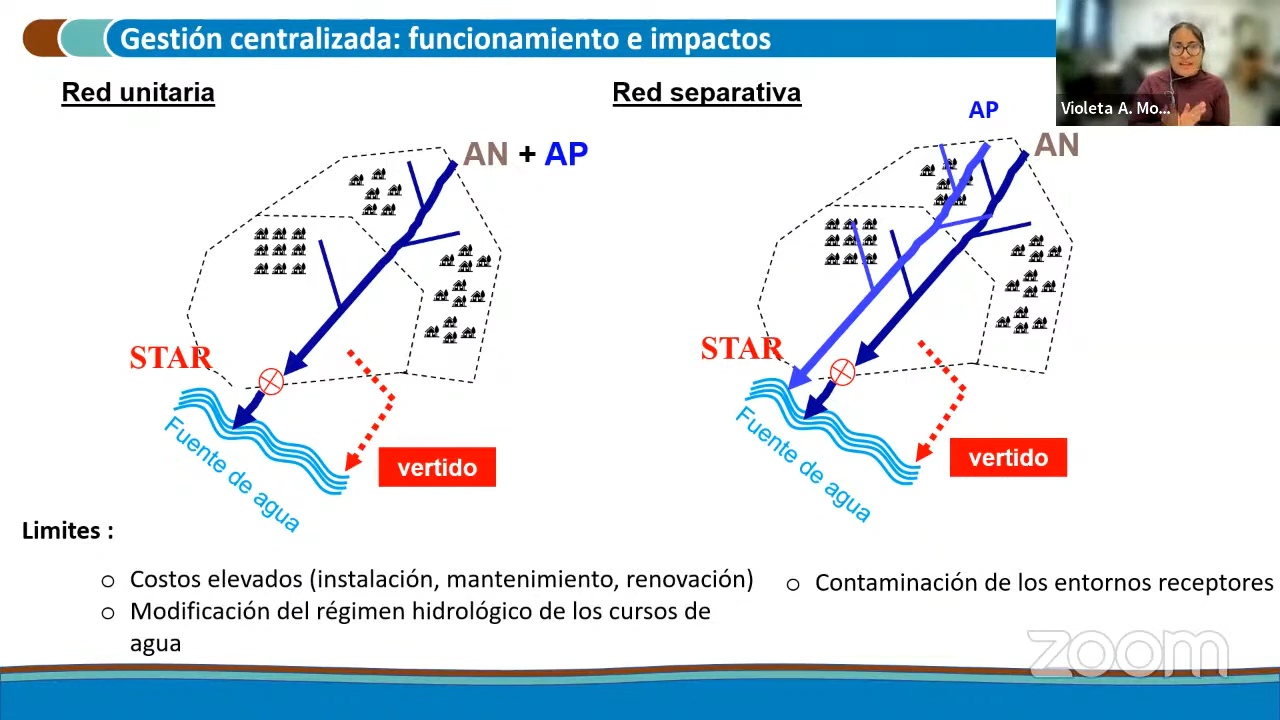 Gestión centralizada: funcionamiento e impactos
Violeta A. Mo...
Red unitaria
Red separativa
AN + AP
AP
AN
STAR
STAR
Fuente de agua
Fuente de agua
vertido
vertido
Limites :
o Costos elevados (instalación, mantenimiento, renovación)
o Modificación del régimen hidrológico de los cursos de
agua
o Contaminación de los entornos receptores
zoom